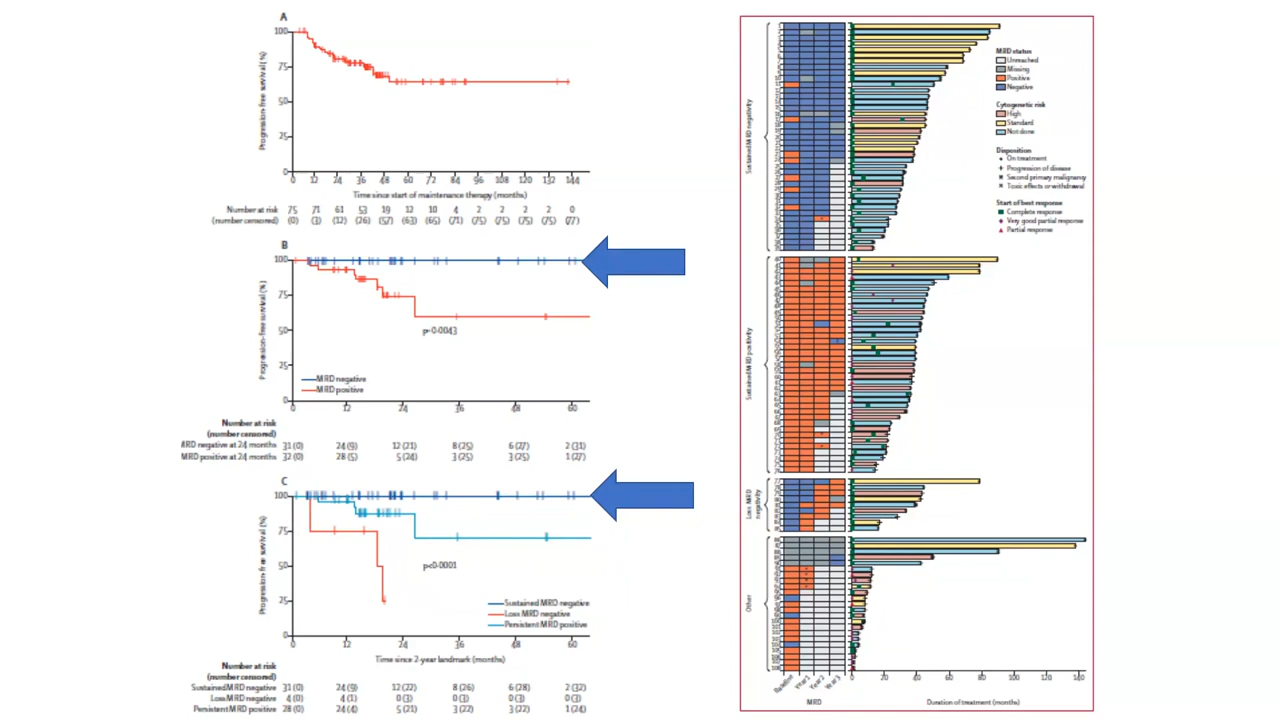 A
Progression-free survival (%)
100
75
50
25
0
0 12 24 36 48 60 72 84 96 108 120 132 144
Time since start of maintenance therapy (months)
Number at risk 75 71 61 53 19 12 10 4 2 2 2 2 0
(number censored) (0) (3) (12) (26) (57) (63) (65) (71) (75) (75) (75) (75) (77)
B
Progression-free survival (%)
100
75
50
25
0
p=0·0043
MRD negative
MRD positive
0 12 24 36 48 60
Number at risk
(number censored)
MRD negative at 24 months 31 (0) 24 (9) 12 (21) 8 (25) 6 (27) 2 (31)
MRD positive at 24 months 32 (0) 28 (5) 5 (24) 3 (25) 3 (25) 1 (27)
C
Progression-free survival (%)
100
75
50
25
0
p<0·0001
Sustained MRD negative
Loss MRD negative
Persistent MRD positive
0 12 24 36 48 60
Time since 2-year landmark (months)
Number at risk
(number censored)
Sustained MRD negative 31 (0) 24 (9) 12 (22) 8 (26) 6 (28) 2 (32)
Loss MRD negative 4 (0) 4 (1) 0 (3) 0 (3) 0 (3) 0 (3)
Persistent MRD positive 28 (0) 24 (4) 5 (21) 3 (22) 3 (22) 1 (24)
Sustained MRD negativity
Sustained MRD positivity
Loss MRD
negativity
Other
MRD status
Unreached
Missing
Positive
Negative
Cytogenetic risk
High
Standard
Not done
Disposition
On treatment
Progression of disease
Second primary malignancy
Toxic effects or withdrawal
Start of best response
Complete response
Very good partial response
Partial response
Baseline Year 1 Year 2 Year 3
0 20 40 60 80 100 120 140
MRD
Duration of treatment (months)